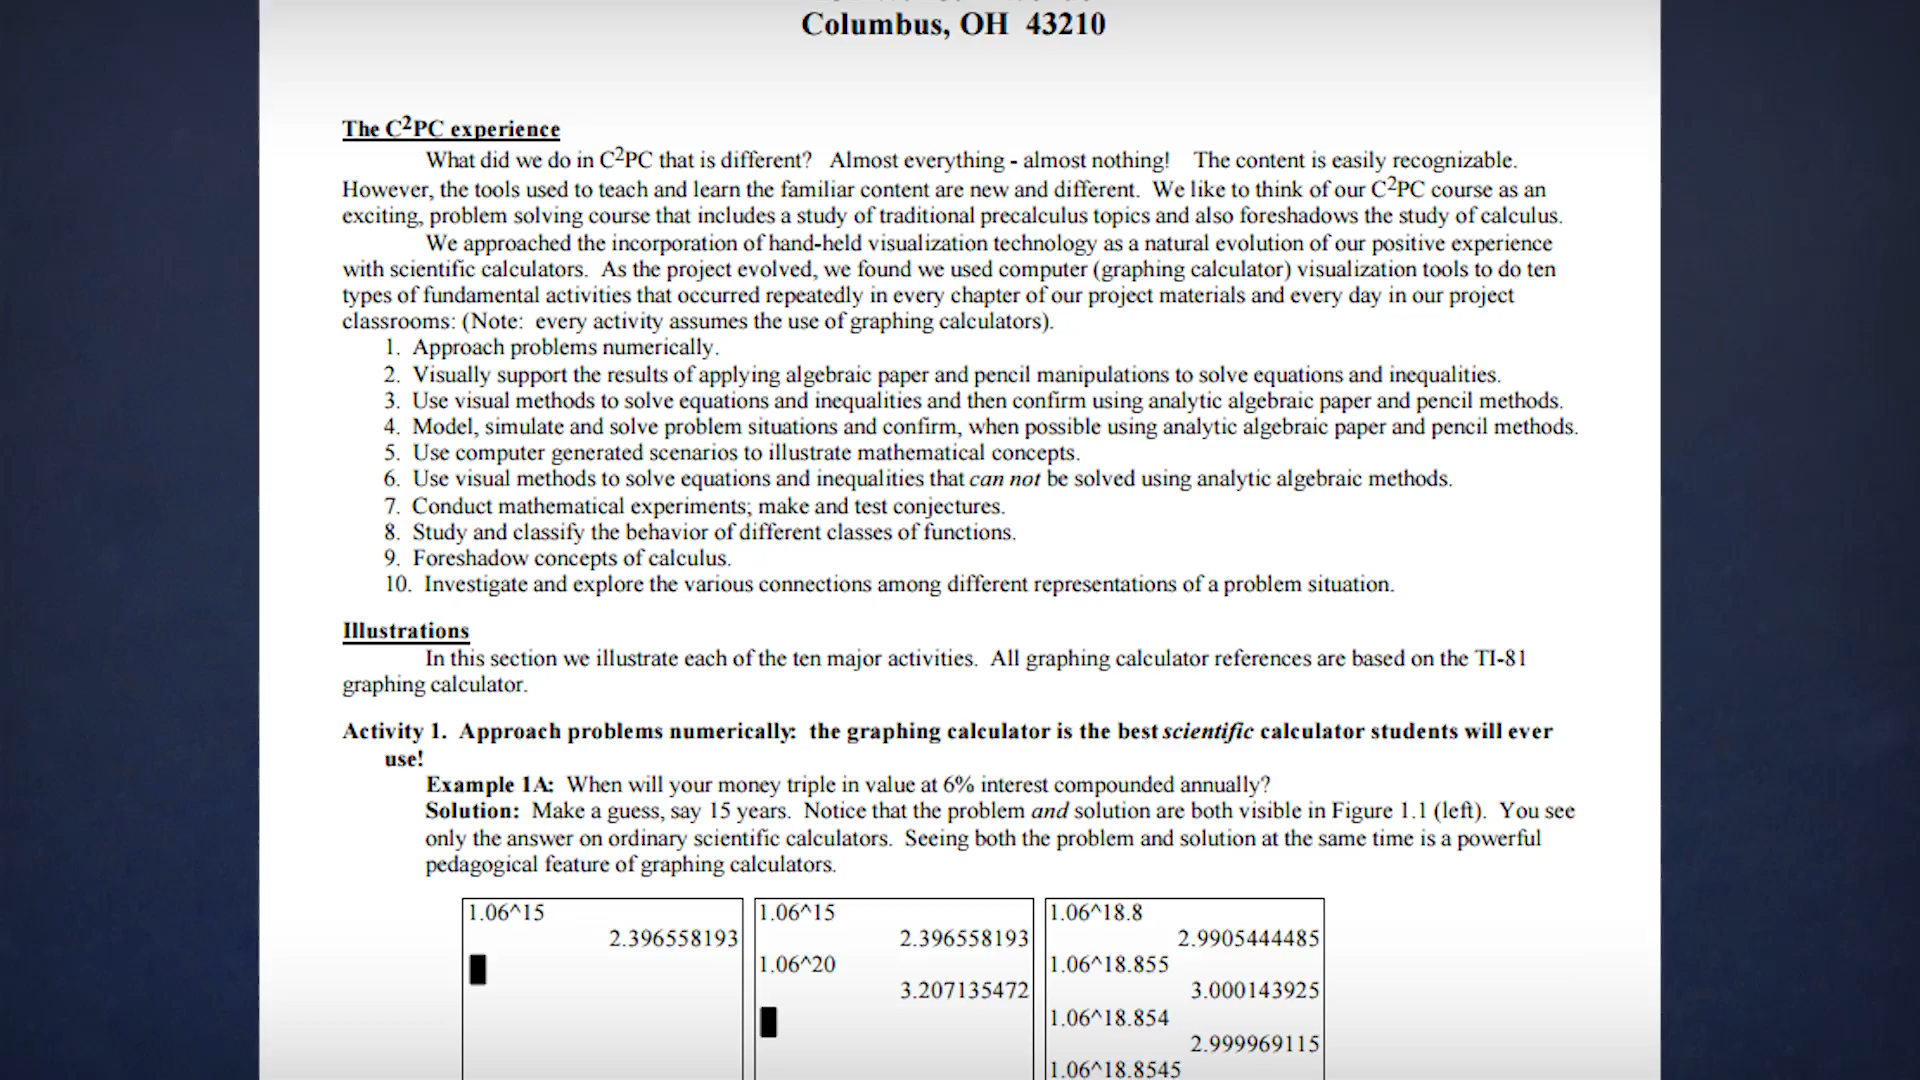 Columbus, OH 43210
The C²PC experience
What did we do in C²PC that is different? Almost everything - almost nothing! The content is easily recognizable.
However, the tools used to teach and learn the familiar content are new and different. We like to think of our C²PC course as an
exciting, problem solving course that includes a study of traditional precalculus topics and also foreshadows the study of calculus.
We approached the incorporation of hand-held visualization technology as a natural evolution of our positive experience
with scientific calculators. As the project evolved, we found we used computer (graphing calculator) visualization tools to do ten
types of fundamental activities that occurred repeatedly in every chapter of our project materials and every day in our project
classrooms: (Note: every activity assumes the use of graphing calculators).
1. Approach problems numerically.
2. Visually support the results of applying algebraic paper and pencil manipulations to solve equations and inequalities.
3. Use visual methods to solve equations and inequalities and then confirm using analytic algebraic paper and pencil methods.
4. Model, simulate and solve problem situations and confirm, when possible using analytic algebraic paper and pencil methods.
5. Use computer generated scenarios to illustrate mathematical concepts.
6. Use visual methods to solve equations and inequalities that can not be solved using analytic algebraic methods.
7. Conduct mathematical experiments; make and test conjectures.
8. Study and classify the behavior of different classes of functions.
9. Foreshadow concepts of calculus.
10. Investigate and explore the various connections among different representations of a problem situation.
Illustrations
In this section we illustrate each of the ten major activities. All graphing calculator references are based on the TI-81
graphing calculator.
Activity 1. Approach problems numerically: the graphing calculator is the best scientific calculator students will ever
use!
Example 1A: When will your money triple in value at 6% interest compounded annually?
Solution: Make a guess, say 15 years. Notice that the problem and solution are both visible in Figure 1.1 (left). You see
only the answer on ordinary scientific calculators. Seeing both the problem and solution at the same time is a powerful
pedagogical feature of graphing calculators.
1.06^15
2.396558193
1.06^15
2.396558193
1.06^20
3.207135472
1.06^18.8
2.9905444485
1.06^18.855
3.000143925
1.06^18.854
2.999969115
1.06^18.8545